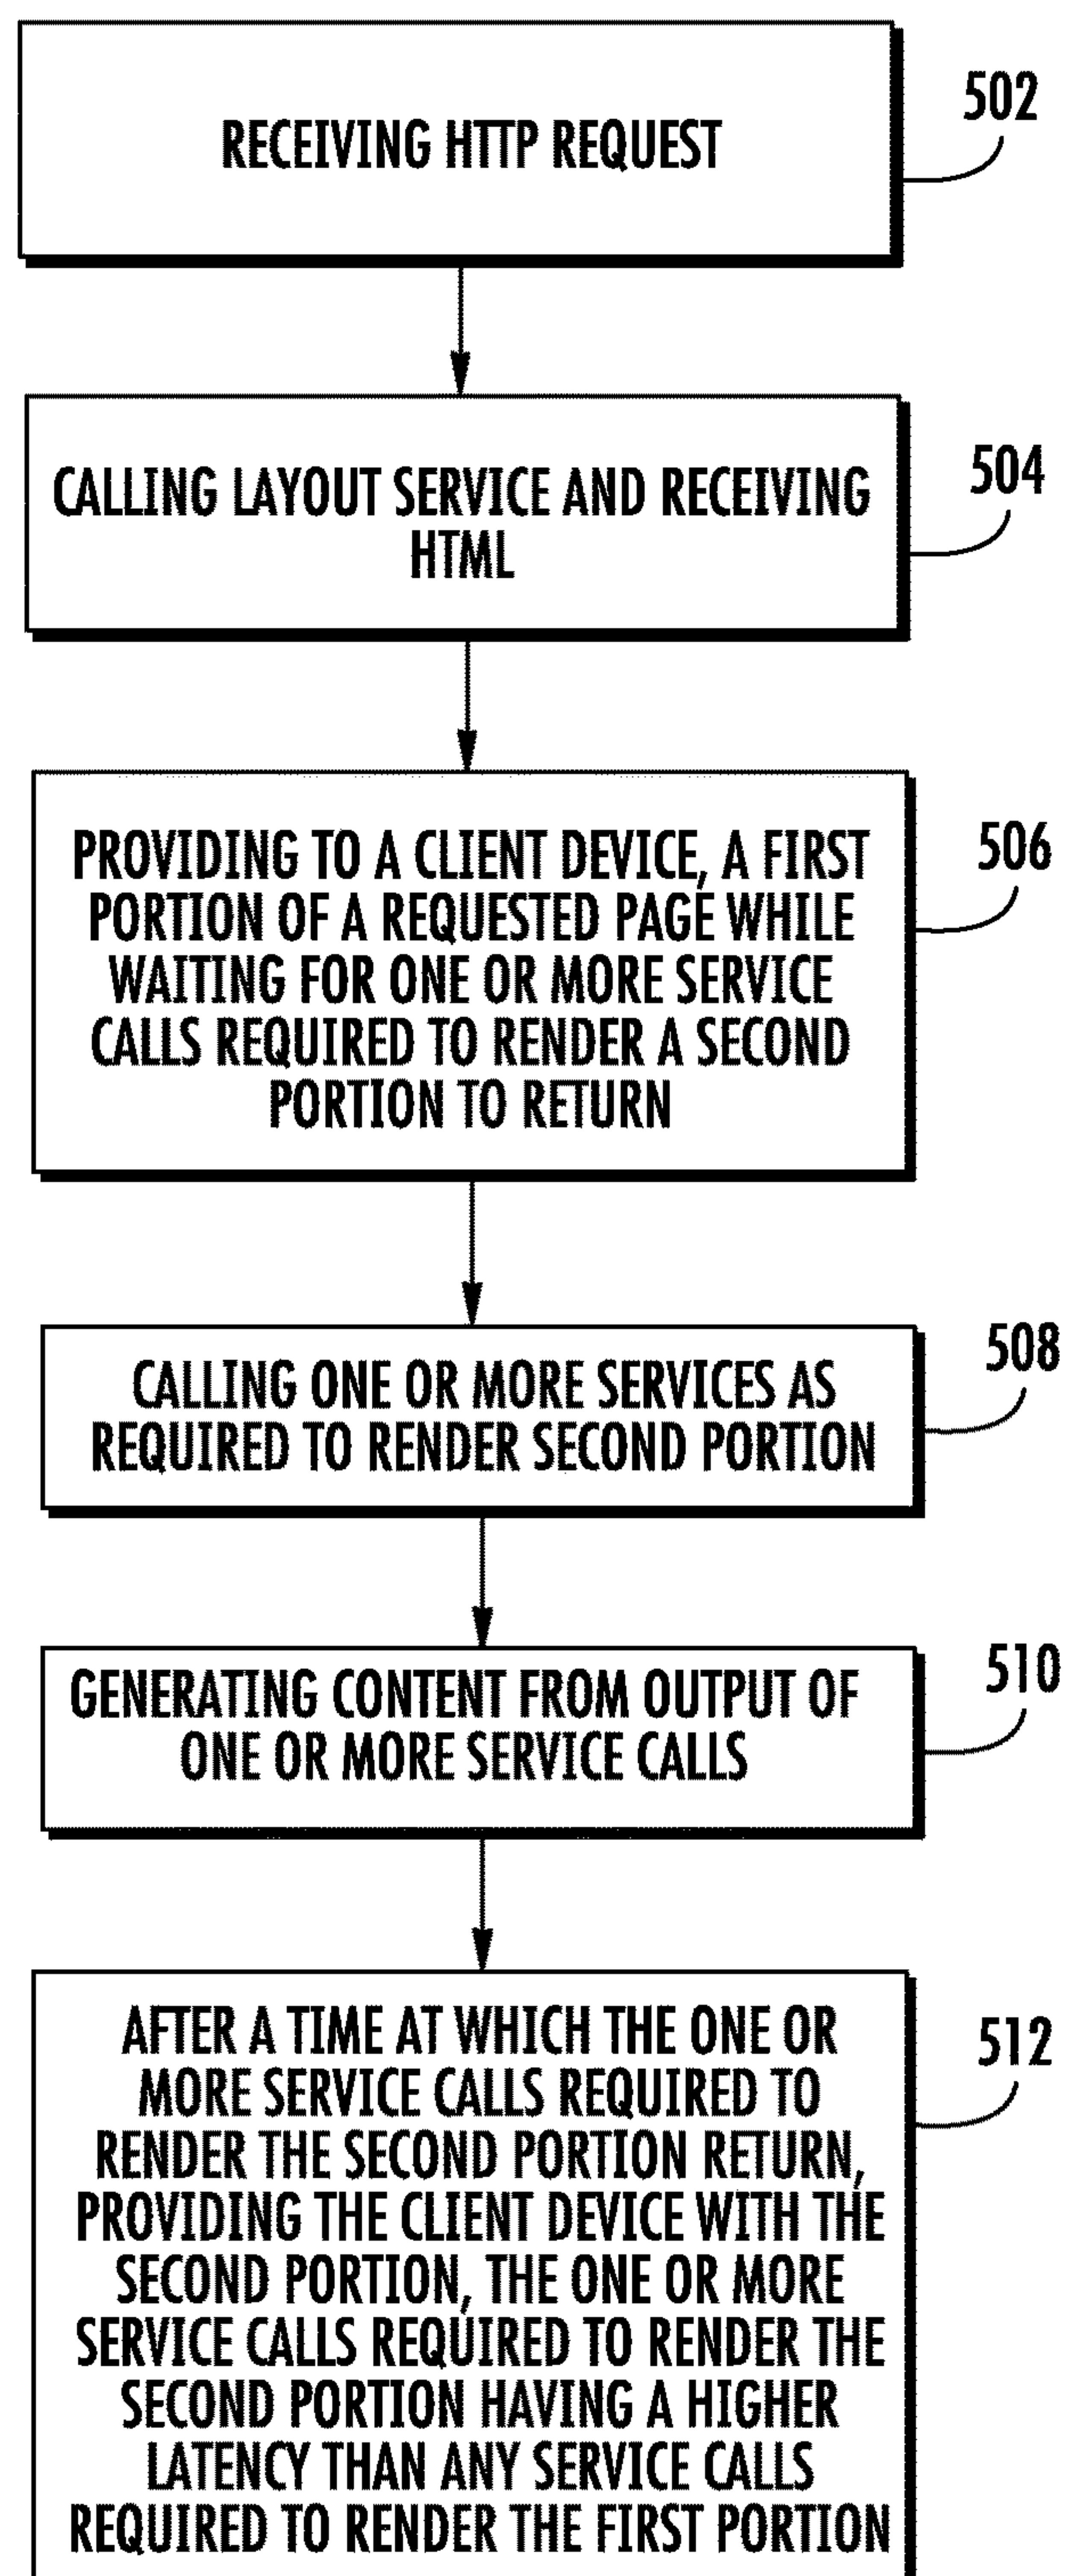 RECEIVING HTTP REQUEST
502
CALLING LAYOUT SERVICE AND RECEIVING
HTML
504
PROVIDING TO A CLIENT DEVICE, A FIRST
PORTION OF A REQUESTED PAGE WHILE
WAITING FOR ONE OR MORE SERVICE
CALLS REQUIRED TO RENDER A SECOND
PORTION TO RETURN
506
CALLING ONE OR MORE SERVICES AS
REQUIRED TO RENDER SECOND PORTION
508
GENERATING CONTENT FROM OUTPUT OF
ONE OR MORE SERVICE CALLS
510
AFTER A TIME AT WHICH THE ONE OR
MORE SERVICE CALLS REQUIRED TO
RENDER THE SECOND PORTION RETURN,
PROVIDING THE CLIENT DEVICE WITH THE
SECOND PORTION, THE ONE OR MORE
SERVICE CALLS REQUIRED TO RENDER THE
SECOND PORTION HAVING A HIGHER
LATENCY THAN ANY SERVICE CALLS
REQUIRED TO RENDER THE FIRST PORTION
512